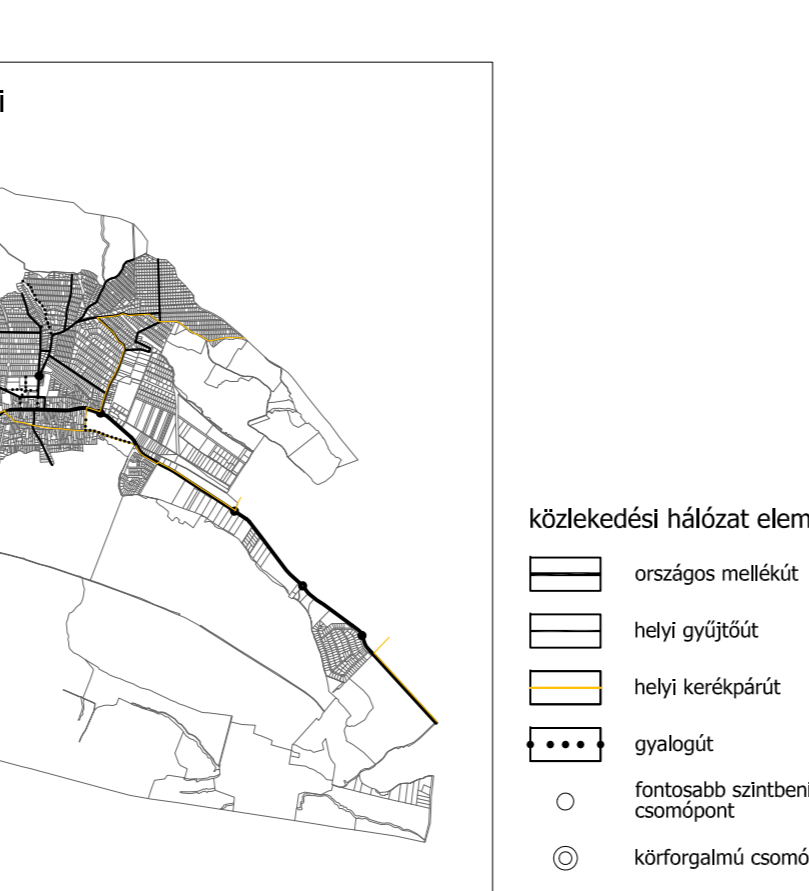 i
közlekedési hálózat elem
országos mellékút
helyi gyűjtőút
helyi kerékpárút
gyalogút
fontosabb szintbeni
csomópont
körforgalmú csomó